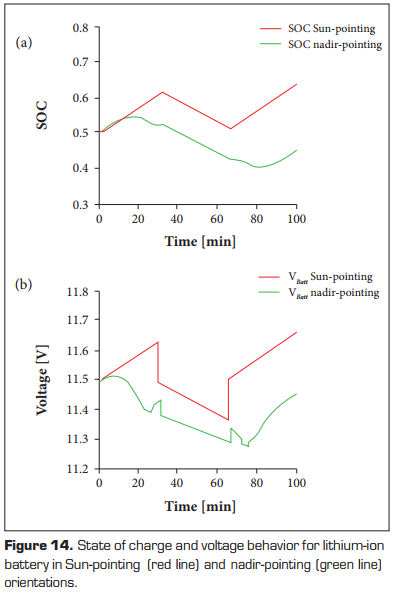 (a)
SOC Sun-pointing
SOC nadir-pointing
0.8
0.7
0.6
0.5
0.4
0.3
SOC
0 20 40 60 80 100
Time [min]
(b)
V_Batt Sun-pointing
V_Batt nadir-pointing
11.8
11.7
11.6
11.5
11.4
11.3
11.2
Voltage [V]
0 20 40 60 80 100
Time [min]
Figure 14. State of charge and voltage behavior for lithium-ion
battery in Sun-pointing (red line) and nadir-pointing (green line)
orientations.